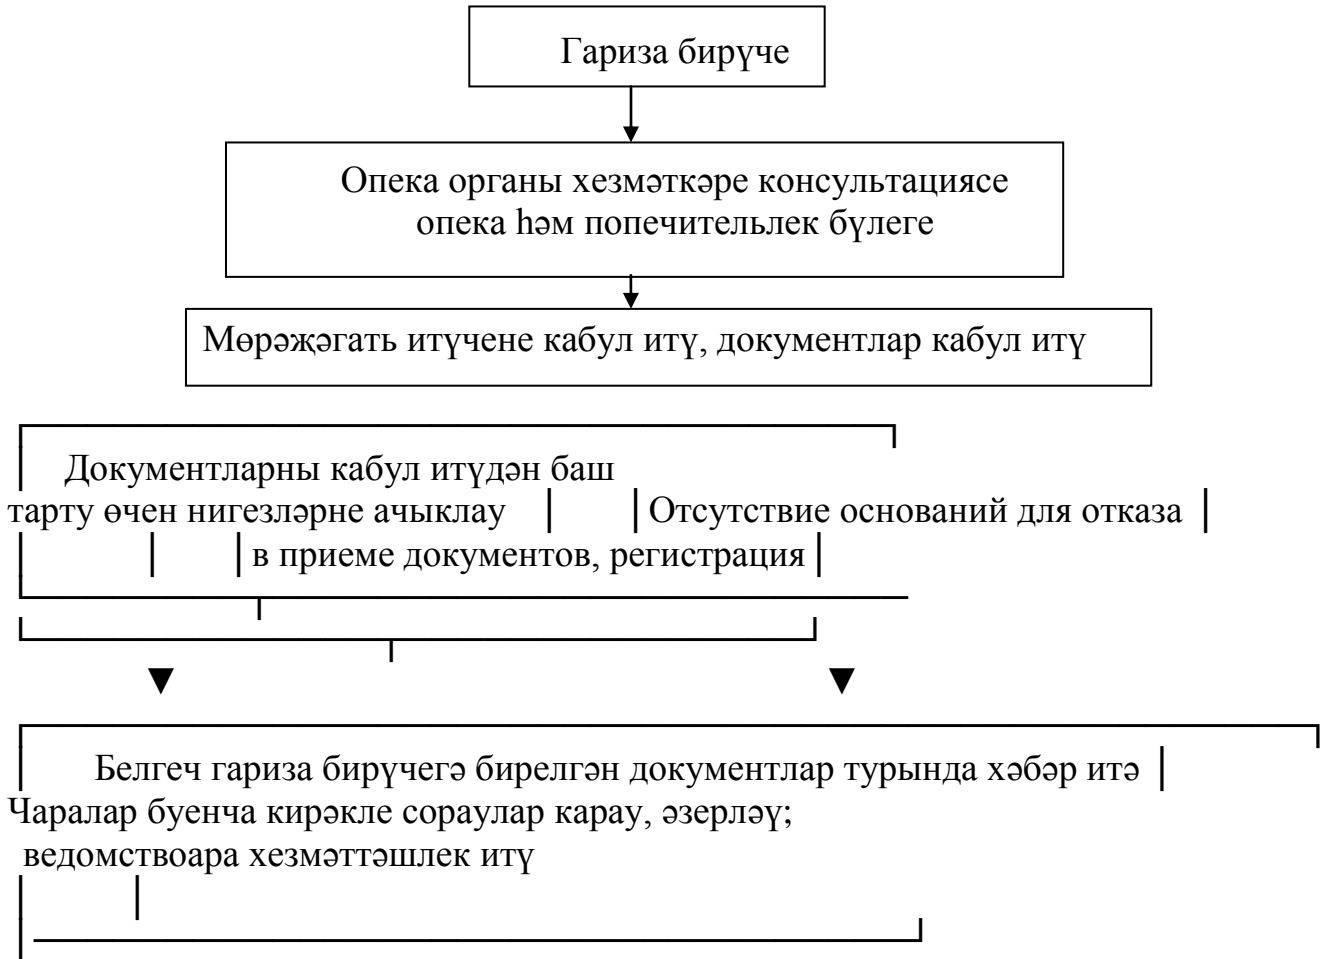 Гариза бирүче
Опека органы хезмәткәре консультациясе
опека һәм попечительлек бүлеге
Мөрәҗәгать итүчене кабул итү, документлар кабул итү
Документларны кабул итүдән баш
тарту өчен нигезләрне ачыклау Отсутствие оснований для отказа
в приеме документов, регистрация
Белгеч гариза бирүчегә бирелгән документлар турында хәбәр итә
Чаралар буенча кирәкле сораулар карау, әзерләү;
ведомствоара хезмәттәшлек итү